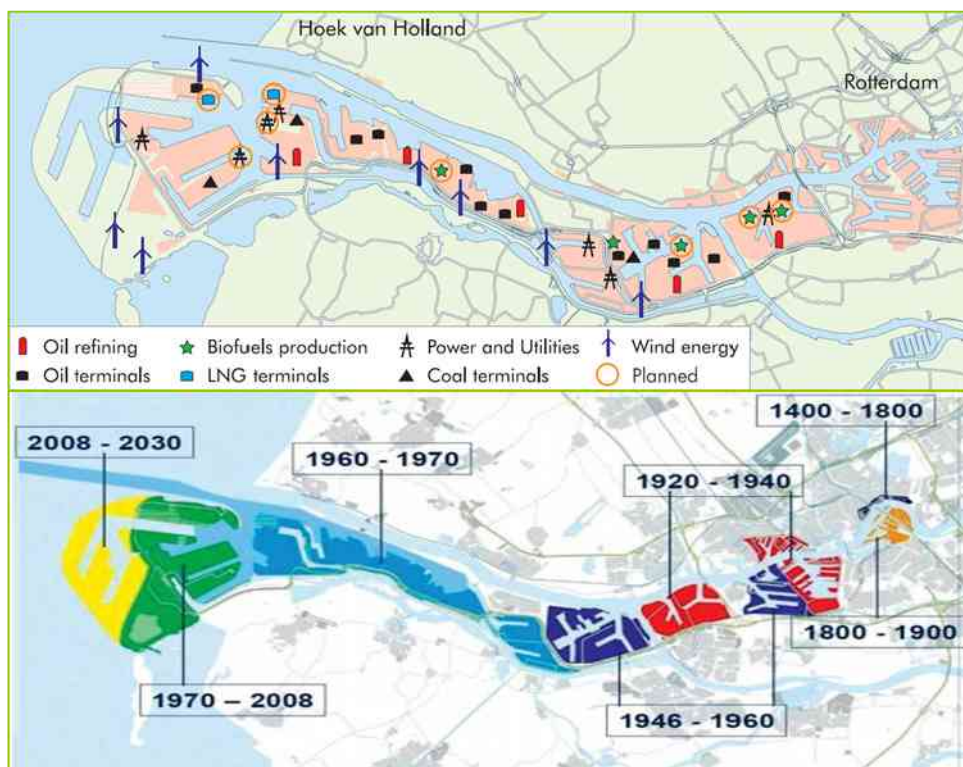 Hoek van Holland
Rotterdam
Oil refining
Biofuels production
Power and Utilities
Wind energy
Oil terminals
LNG terminals
Coal terminals
Planned
1400 - 1800
2008 - 2030
1960 - 1970
1920 - 1940
1800 - 1900
1970 – 2008
1946 - 1960